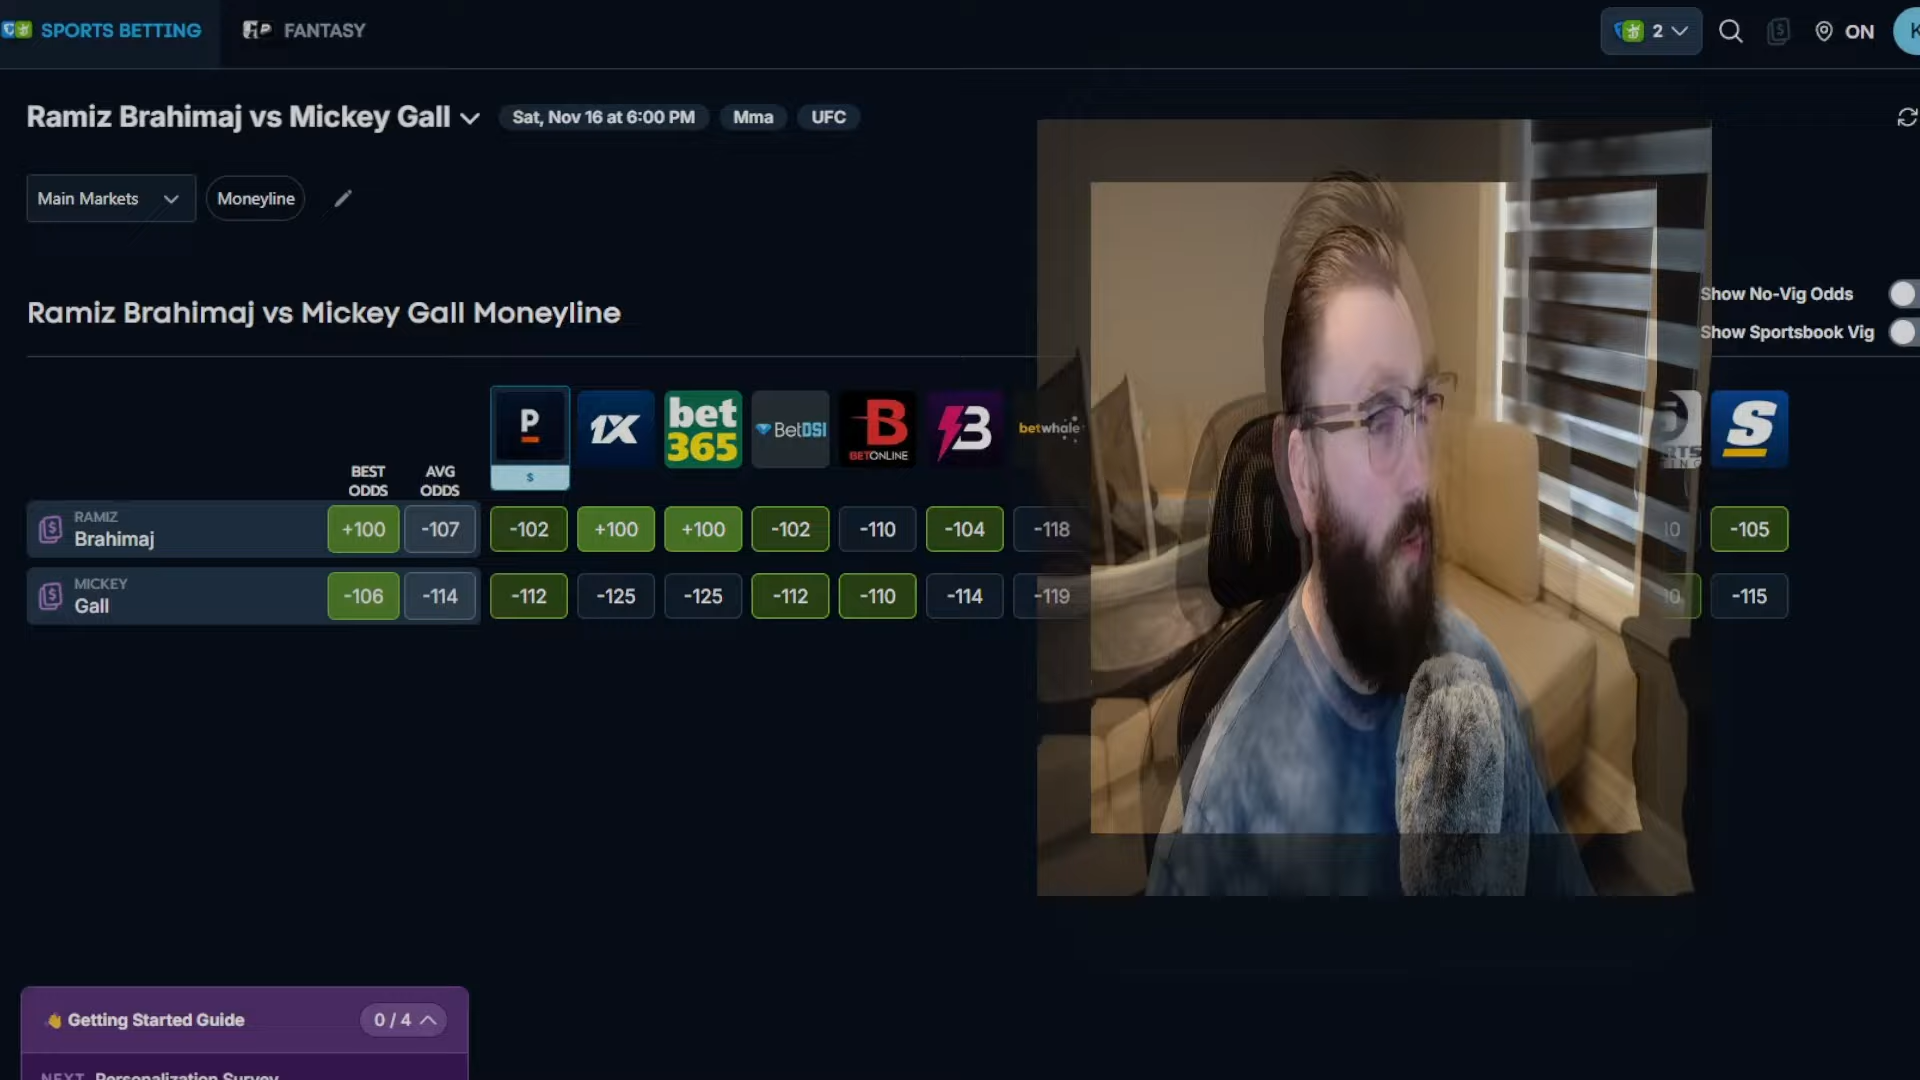 SPORTS BETTING
FANTASY
2
ON
K
Ramiz Brahimaj vs Mickey Gall
Sat, Nov 16 at 6:00 PM
Mma
UFC
Main Markets
Moneyline
Ramiz Brahimaj vs Mickey Gall Moneyline
Show No-Vig Odds
Show Sportsbook Vig
BEST ODDS
AVG ODDS
P
$
1X
bet365
BetDSI
B BETONLINE
B
betwhale
S
RAMIZ
Brahimaj
+100 -107 -102 +100 +100 -102 -110 -104 -118 -105
MICKEY
Gall
-106 -114 -112 -125 -125 -112 -110 -114 -119 -115
Getting Started Guide
0 / 4
NEXT Personalization Survey